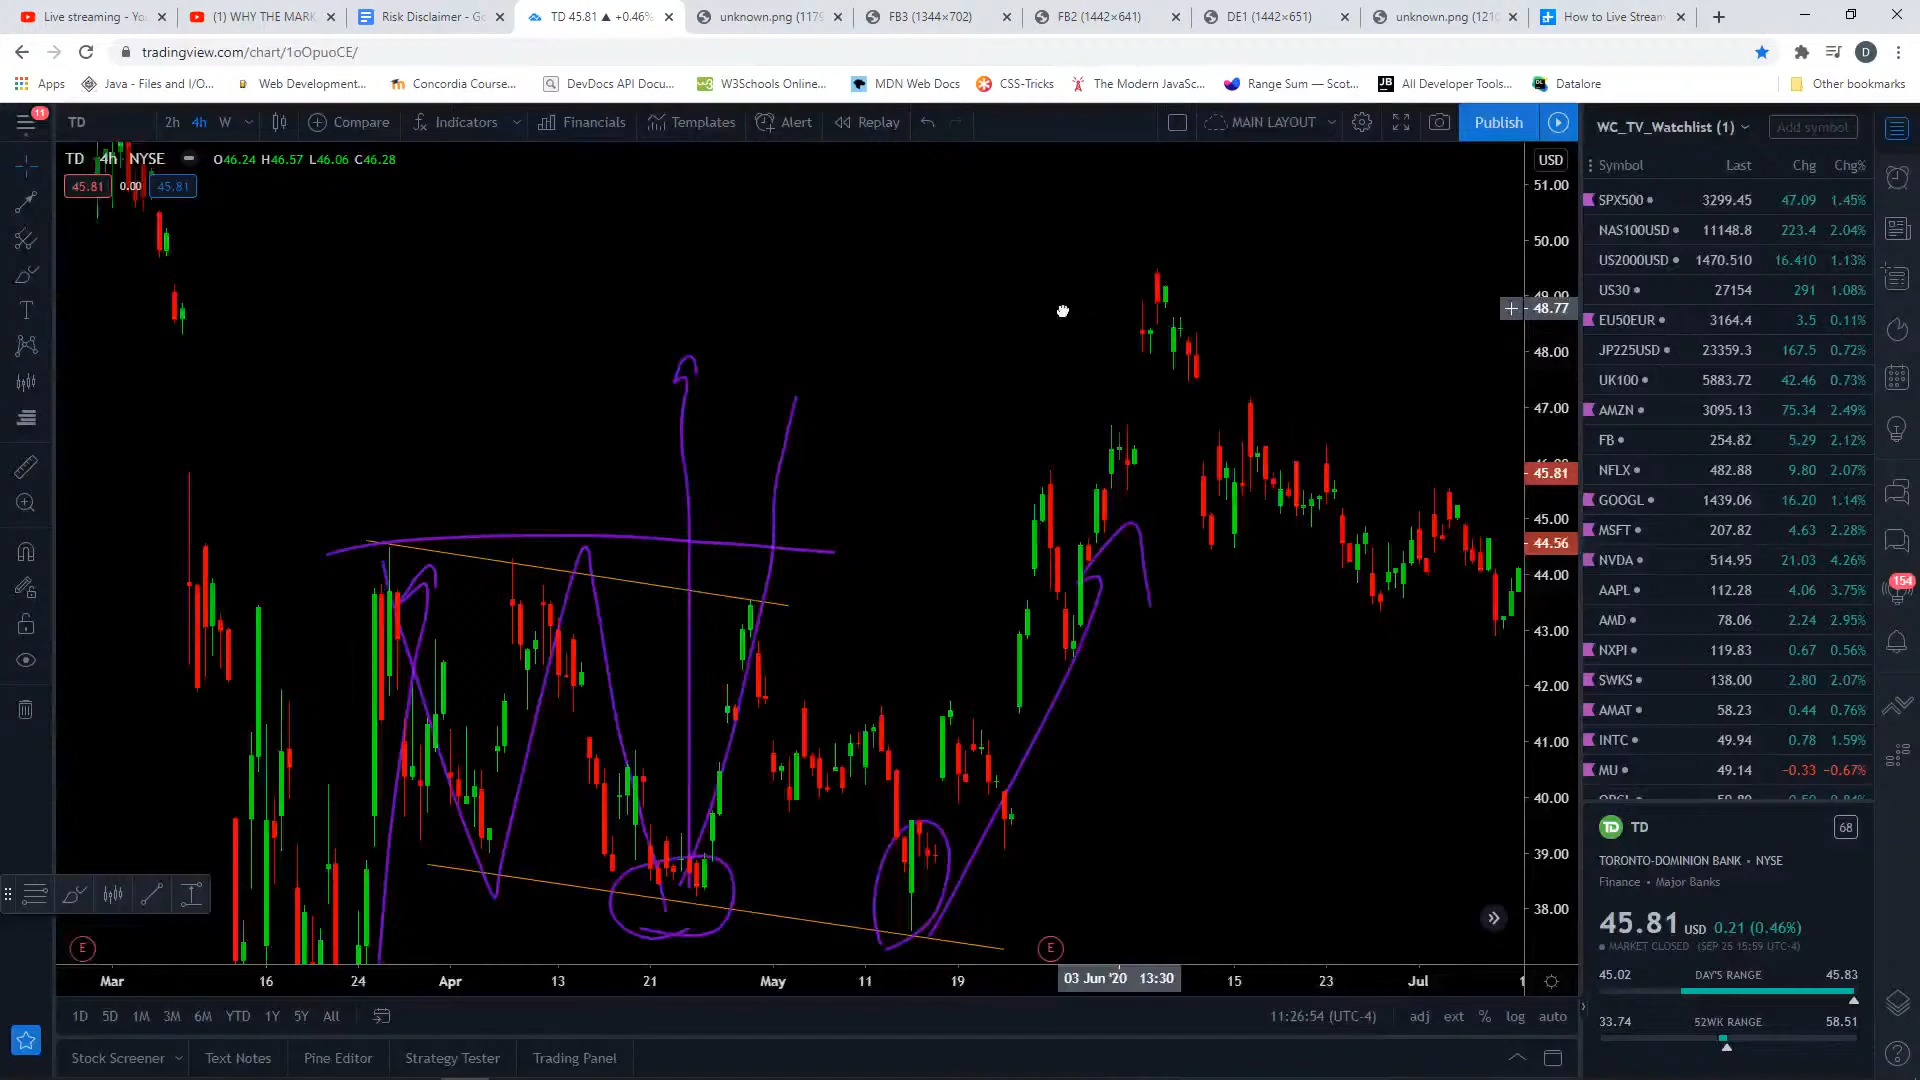 Live streaming - Yo
(1) WHY THE MARK
Risk Disclaimer - Go
TD 45.81 ▲ +0.46%
unknown.png (1179
FB3 (1344×702)
FB2 (1442×641)
DE1 (1442×651)
unknown.png (1210
How to Live Stream
tradingview.com/chart/1oOpuoCE/
D
Apps
Java - Files and I/O...
Web Development...
Concordia Course...
DevDocs API Docu...
W3Schools Online...
MDN Web Docs
CSS-Tricks
The Modern JavaSc...
Range Sum — Scot...
All Developer Tools...
Datalore
Other bookmarks
11
TD
2h
4h
W
Compare
Indicators
Financials
Templates
Alert
Replay
MAIN LAYOUT
Publish
WC_TV_Watchlist (1)
Add symbol
TD 4h NYSE
O46.24 H46.57 L46.06 C46.28
45.81
0.00
45.81
USD
51.00
50.00
49.00
48.77
48.00
47.00
45.81
45.00
44.56
44.00
43.00
42.00
41.00
40.00
39.00
38.00
Symbol Last Chg Chg%
SPX500 3299.45 47.09 1.45%
NAS100USD 11148.8 223.4 2.04%
US2000USD 1470.510 16.410 1.13%
US30 27154 291 1.08%
EU50EUR 3164.4 3.5 0.11%
JP225USD 23359.3 167.5 0.72%
UK100 5883.72 42.46 0.73%
AMZN 3095.13 75.34 2.49%
FB 254.82 5.29 2.12%
NFLX 482.88 9.80 2.07%
GOOGL 1439.06 16.20 1.14%
MSFT 207.82 4.63 2.28%
NVDA 514.95 21.03 4.26%
AAPL 112.28 4.06 3.75%
AMD 78.06 2.24 2.95%
NXPI 119.83 0.67 0.56%
SWKS 138.00 2.80 2.07%
AMAT 58.23 0.44 0.76%
INTC 49.94 0.78 1.59%
MU 49.14 −0.33 −0.67%
154
TD
TD
68
TORONTO-DOMINION BANK • NYSE
Finance • Major Banks
45.81 USD 0.21 (0.46%)
MARKET CLOSED (SEP 25 15:59 UTC-4)
45.02 DAY'S RANGE 45.83
33.74 52WK RANGE 58.51
E
E
Mar
16
24
Apr
13
21
May
11
19
03 Jun '20 13:30
15
23
Jul
1
1D
5D
1M
3M
6M
YTD
1Y
5Y
All
11:26:54 (UTC-4)
adj
ext
%
log
auto
Stock Screener
Text Notes
Pine Editor
Strategy Tester
Trading Panel